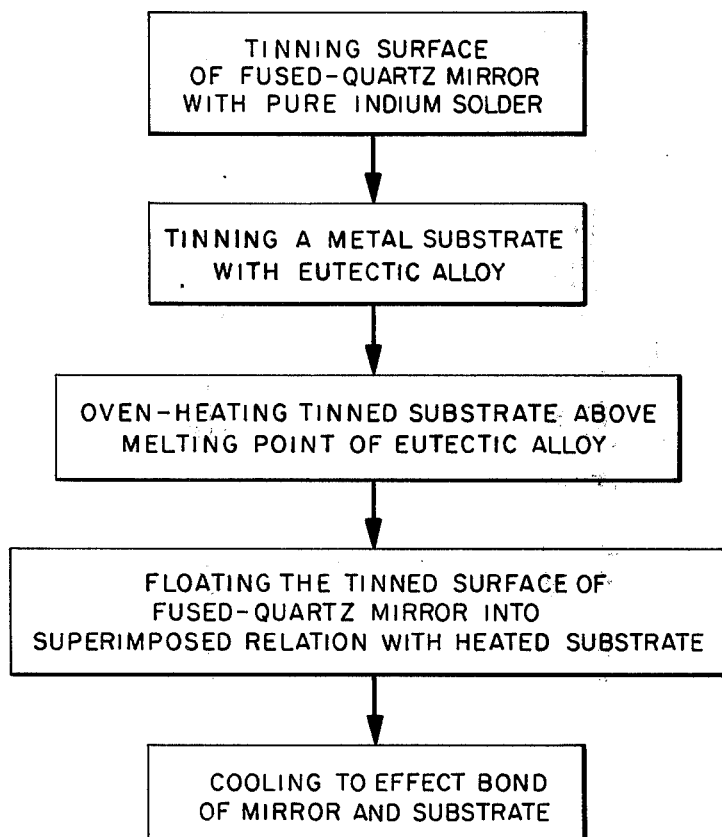 TINNING SURFACE
OF FUSED-QUARTZ MIRROR
WITH PURE INDIUM SOLDER
TINNING A METAL SUBSTRATE
WITH EUTECTIC ALLOY
OVEN-HEATING TINNED SUBSTRATE ABOVE
MELTING POINT OF EUTECTIC ALLOY
FLOATING THE TINNED SURFACE OF
FUSED-QUARTZ MIRROR INTO
SUPERIMPOSED RELATION WITH HEATED SUBSTRATE
COOLING TO EFFECT BOND
OF MIRROR AND SUBSTRATE